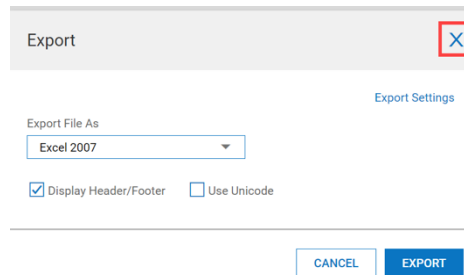 Export
X
Export Settings
Export File As
Excel 2007
Display Header/Footer Use Unicode
CANCEL EXPORT